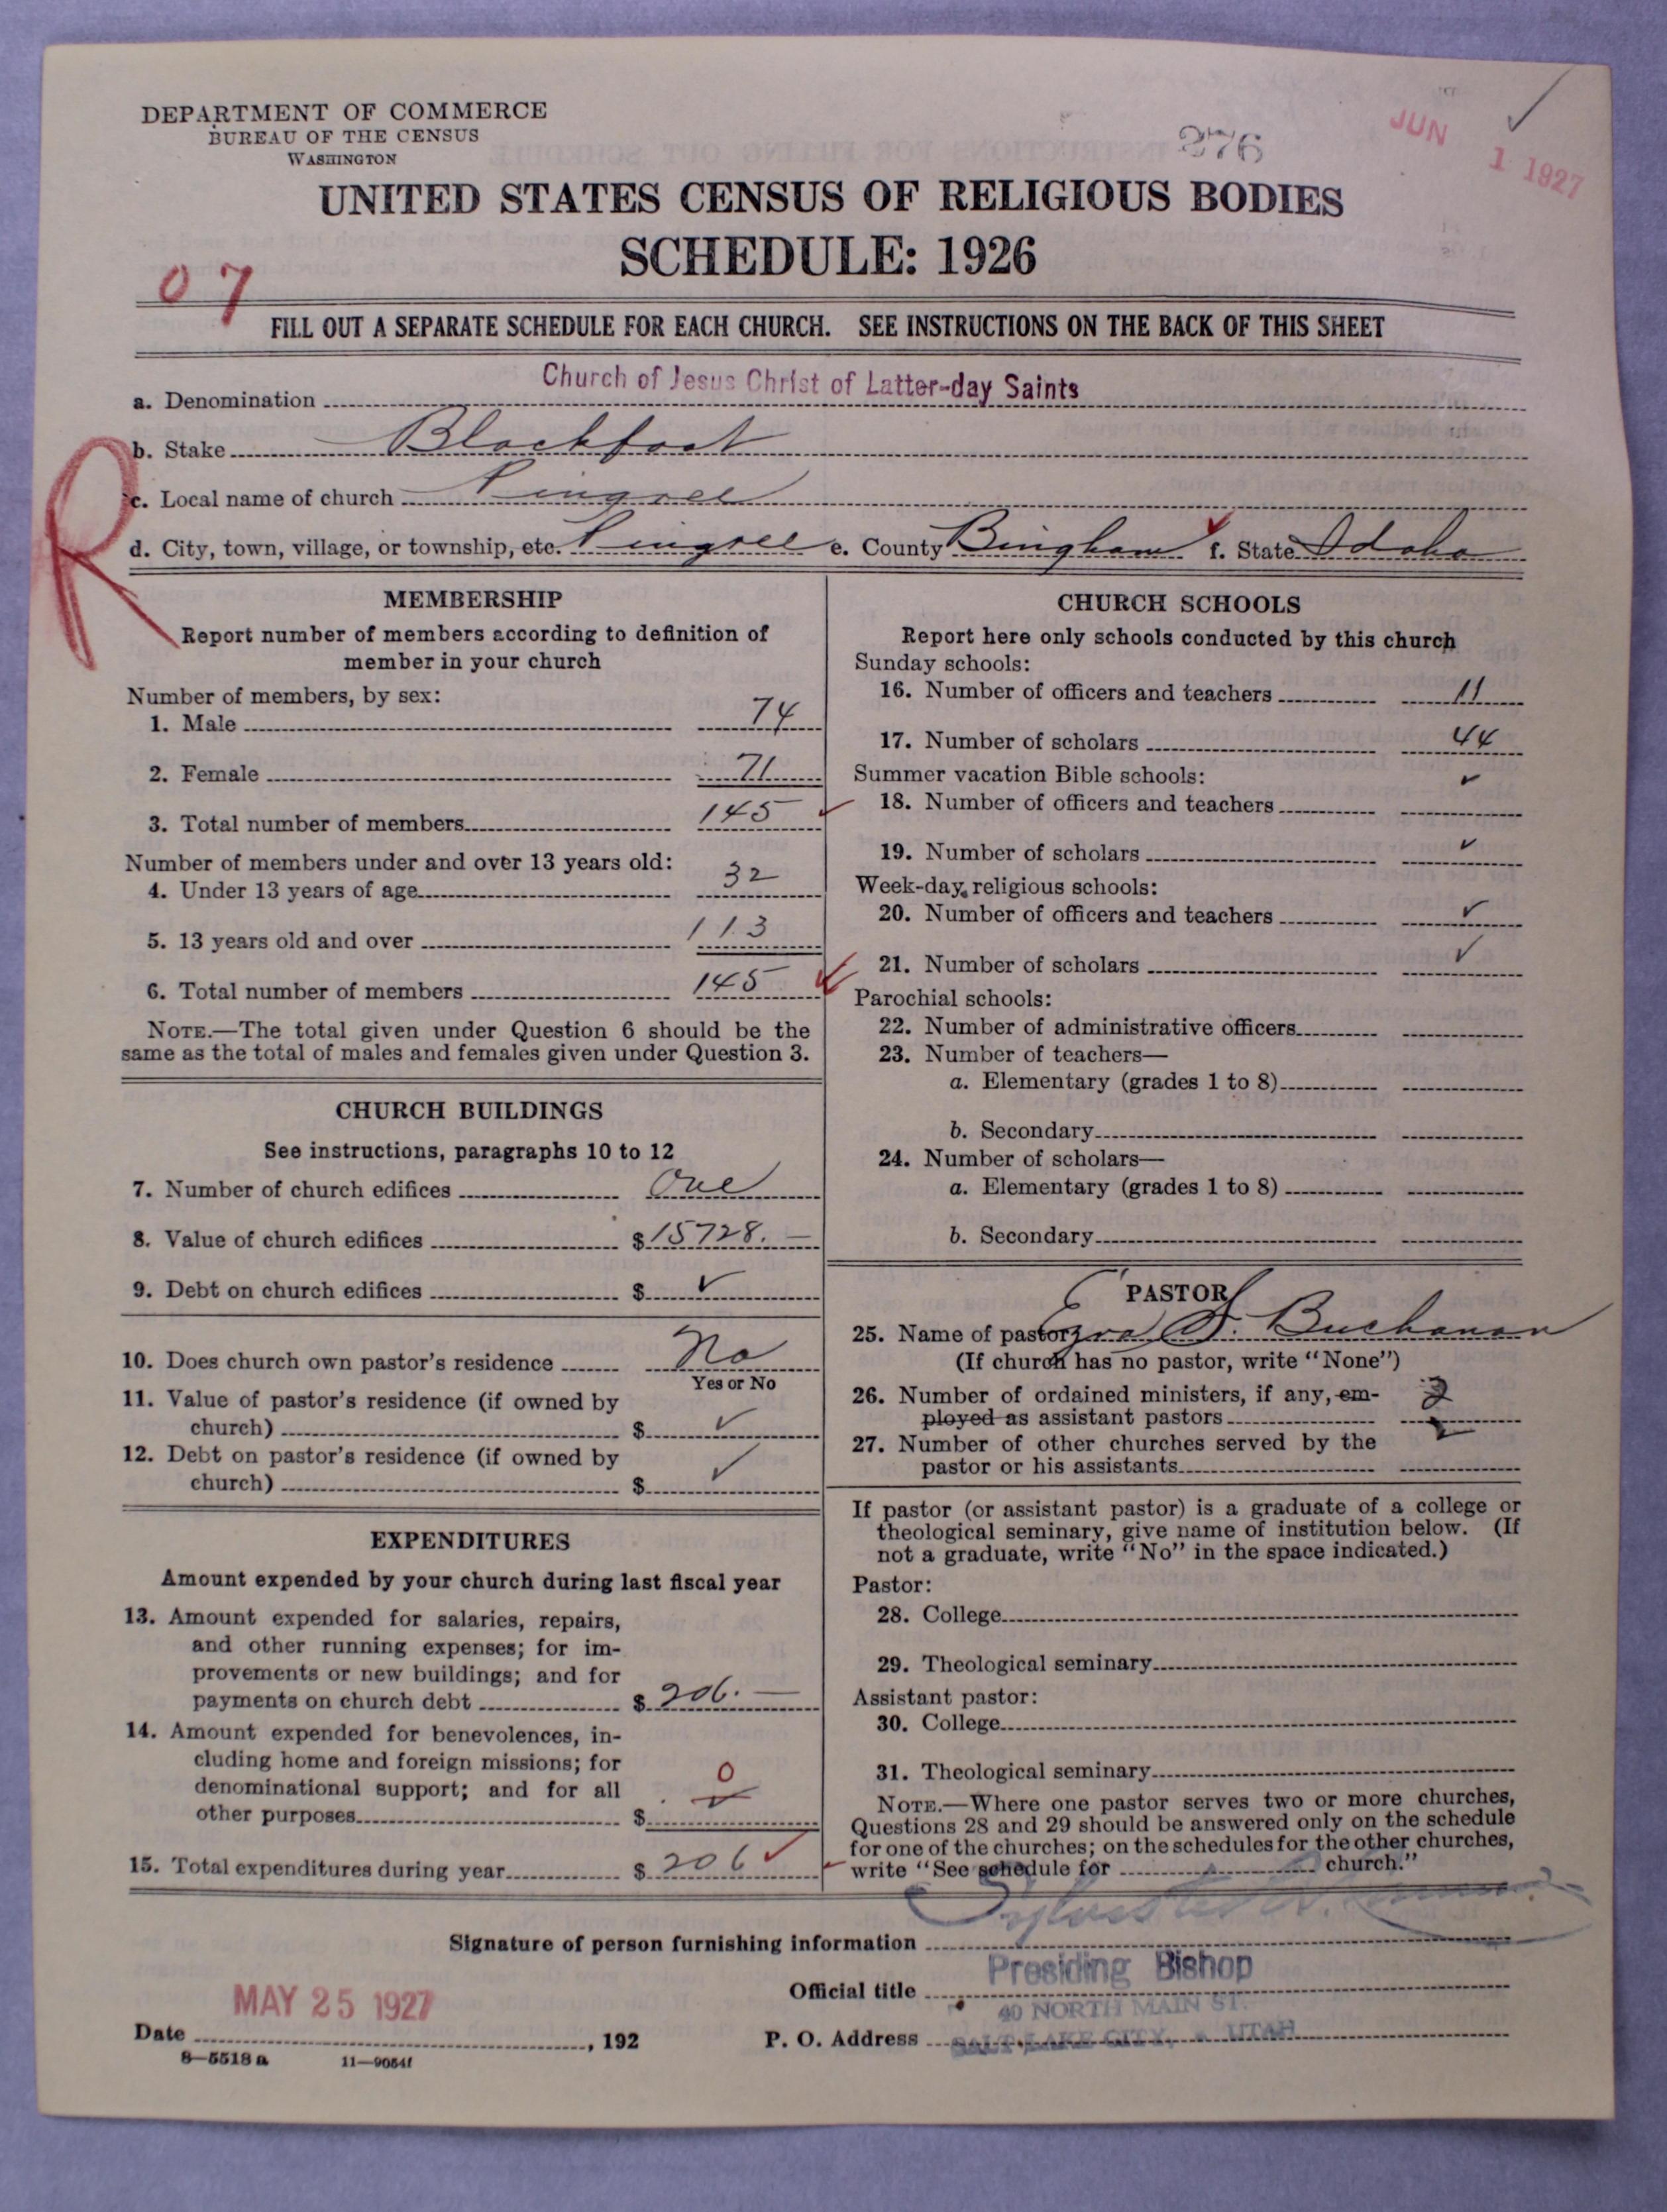 DEPARTMENT OF COMMERCE
BUREAU OF THE CENSUS
WASHINGTON
276
JUN 1 1927
UNITED STATES CENSUS OF RELIGIOUS BODIES
SCHEDULE: 1926
07
FILL OUT A SEPARATE SCHEDULE FOR EACH CHURCH. SEE INSTRUCTIONS ON THE BACK OF THIS SHEET
a. Denomination Church of Jesus Christ of Latter-day Saints
R
b. Stake Blackfoot
c. Local name of church Pingree
d. City, town, village, or township, etc. Pingree e. County Bingham f. State Idaho
MEMBERSHIP
Report number of members according to definition of
member in your church
Number of members, by sex:
1. Male 74
2. Female 71
3. Total number of members 145
Number of members under and over 13 years old:
4. Under 13 years of age 32
5. 13 years old and over 113
6. Total number of members 145
NOTE.—The total given under Question 6 should be the
same as the total of males and females given under Question 3.
CHURCH BUILDINGS
See instructions, paragraphs 10 to 12
7. Number of church edifices One
8. Value of church edifices $ 15728.—
9. Debt on church edifices $ ✓
10. Does church own pastor's residence No
Yes or No
11. Value of pastor's residence (if owned by
church) $ ✓
12. Debt on pastor's residence (if owned by
church) $ ✓
EXPENDITURES
Amount expended by your church during last fiscal year
13. Amount expended for salaries, repairs,
and other running expenses; for im-
provements or new buildings; and for
payments on church debt $ 206.—
14. Amount expended for benevolences, in-
cluding home and foreign missions; for
denominational support; and for all 0
other purposes $
15. Total expenditures during year $ 206 ✓
CHURCH SCHOOLS
Report here only schools conducted by this church
Sunday schools:
16. Number of officers and teachers 11
17. Number of scholars 44
Summer vacation Bible schools:
18. Number of officers and teachers ✓
19. Number of scholars ✓
Week-day religious schools:
20. Number of officers and teachers ✓
21. Number of scholars ✓
Parochial schools:
22. Number of administrative officers
23. Number of teachers—
a. Elementary (grades 1 to 8)
b. Secondary
24. Number of scholars—
a. Elementary (grades 1 to 8)
b. Secondary
PASTOR
25. Name of pastor Ezra S. Buchanan
(If church has no pastor, write "None")
26. Number of ordained ministers, if any, em-
ployed as assistant pastors 2
27. Number of other churches served by the
pastor or his assistants
If pastor (or assistant pastor) is a graduate of a college or
theological seminary, give name of institution below. (If
not a graduate, write "No" in the space indicated.)
Pastor:
28. College
29. Theological seminary
Assistant pastor:
30. College
31. Theological seminary
NOTE.—Where one pastor serves two or more churches,
Questions 28 and 29 should be answered only on the schedule
for one of the churches; on the schedules for the other churches,
write "See schedule for church."
Signature of person furnishing information
Official title Presiding Bishop
40 NORTH MAIN ST.
MAY 25 1927
Date , 192
P. O. Address SALT LAKE CITY, UTAH
8—5518 a 11—9054f